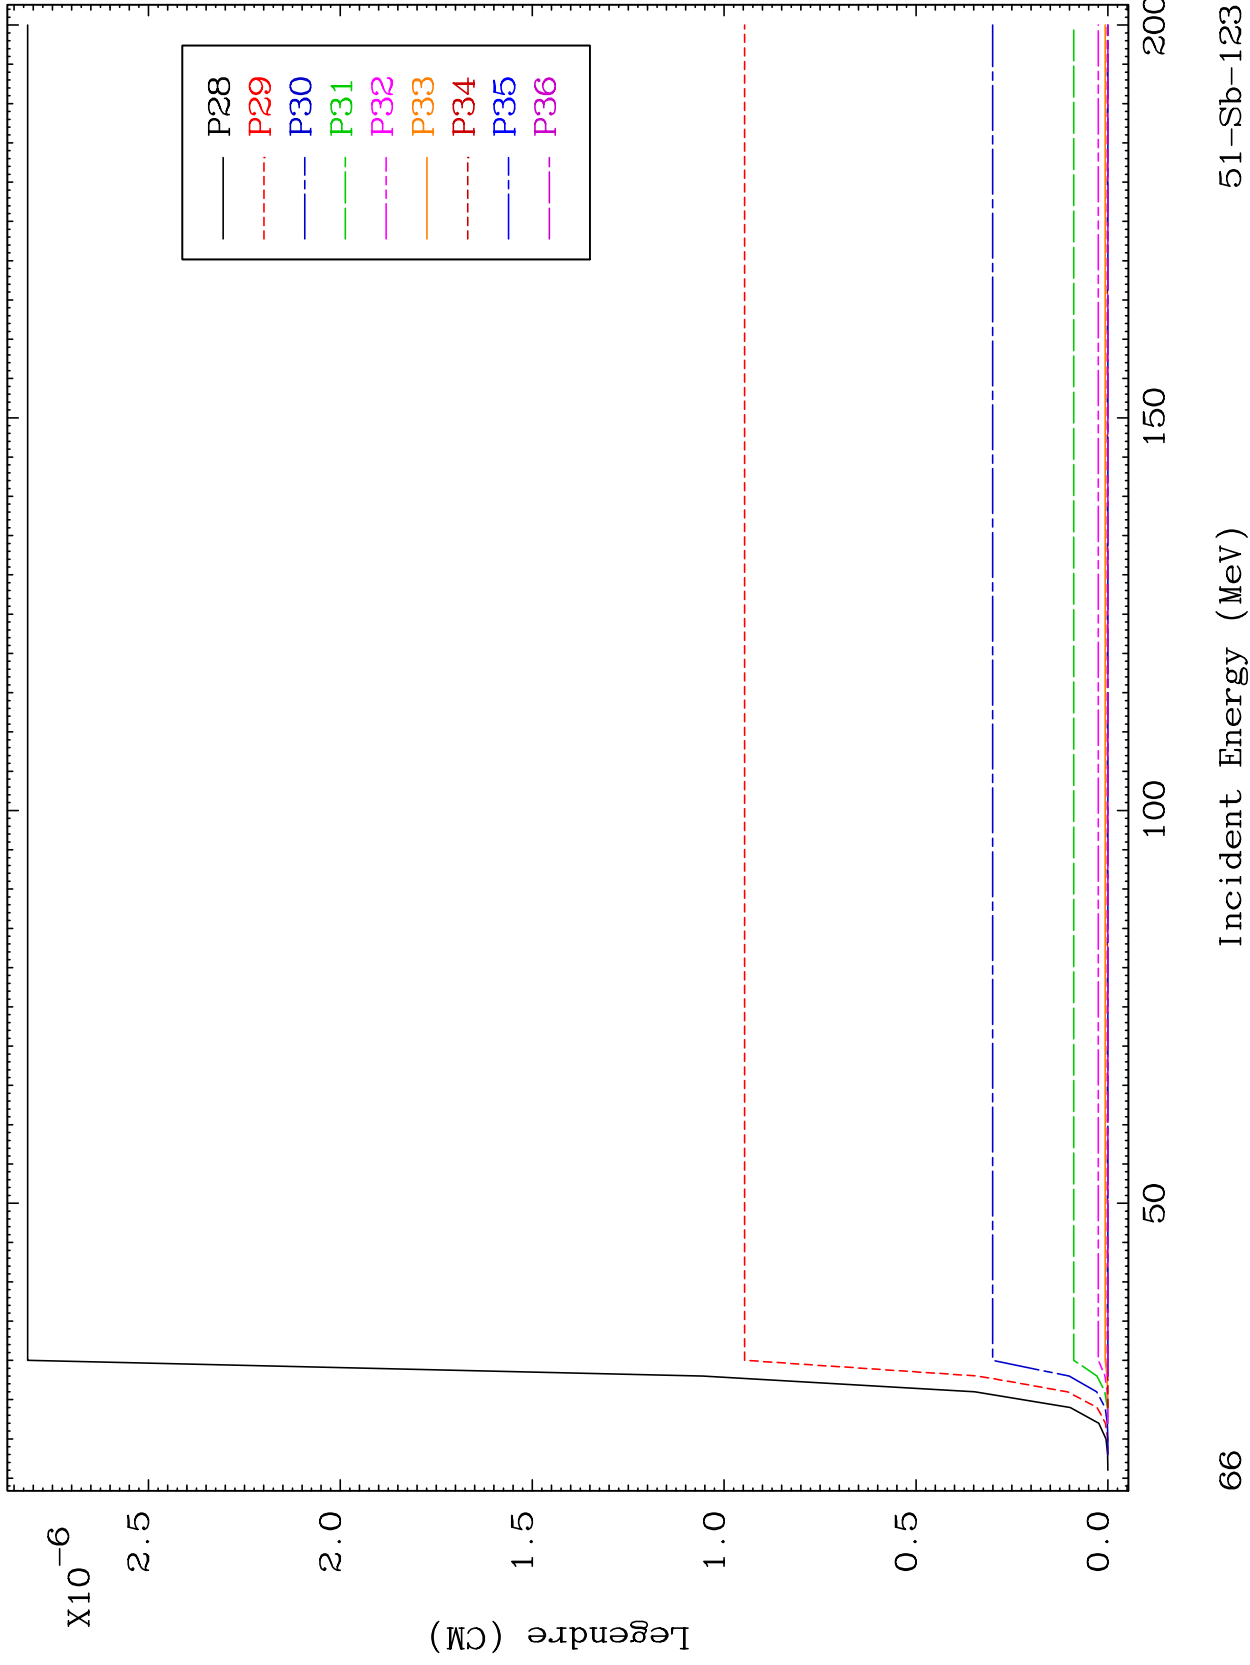 X10-6
2.5
2.0
1.5
1.0
0.5
0.0
Legendre (CM)
P28
P29
P30
P31
P32
P33
P34
P35
P36
50
100
150
200
Incident Energy (MeV)
66
51-Sb-123